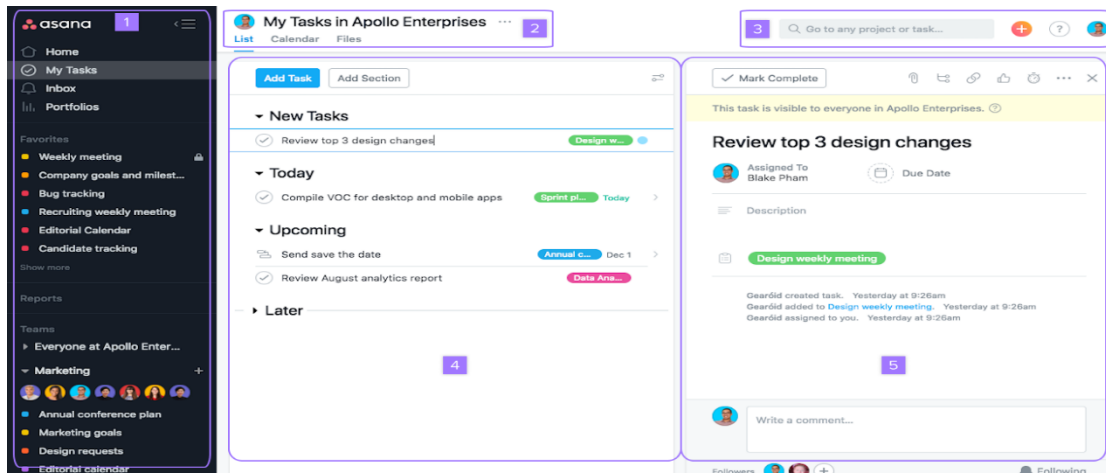 asana
1
Home
My Tasks
Inbox
Portfolios
Favorites
Weekly meeting
Company goals and milest...
Bug tracking
Recruiting weekly meeting
Editorial Calendar
Candidate tracking
Show more
Reports
Teams
Everyone at Apollo Enter...
Marketing
Annual conference plan
Marketing goals
Design requests
Editorial calendar
My Tasks in Apollo Enterprises
2
List Calendar Files
3
Go to any project or task...
?
Add Task Add Section
New Tasks
Review top 3 design changes Design w...
Today
Compile VOC for desktop and mobile apps Sprint pl... Today
Upcoming
Send save the date Annual c... Dec 1
Review August analytics report Data Ana...
Later
4
Mark Complete
This task is visible to everyone in Apollo Enterprises. ?
Review top 3 design changes
Assigned To
Blake Pham
Due Date
Description
Design weekly meeting
Gearóid created task. Yesterday at 9:26am
Gearóid added to Design weekly meeting. Yesterday at 9:26am
Gearóid assigned to you. Yesterday at 9:26am
5
Write a comment...
Followers
Following